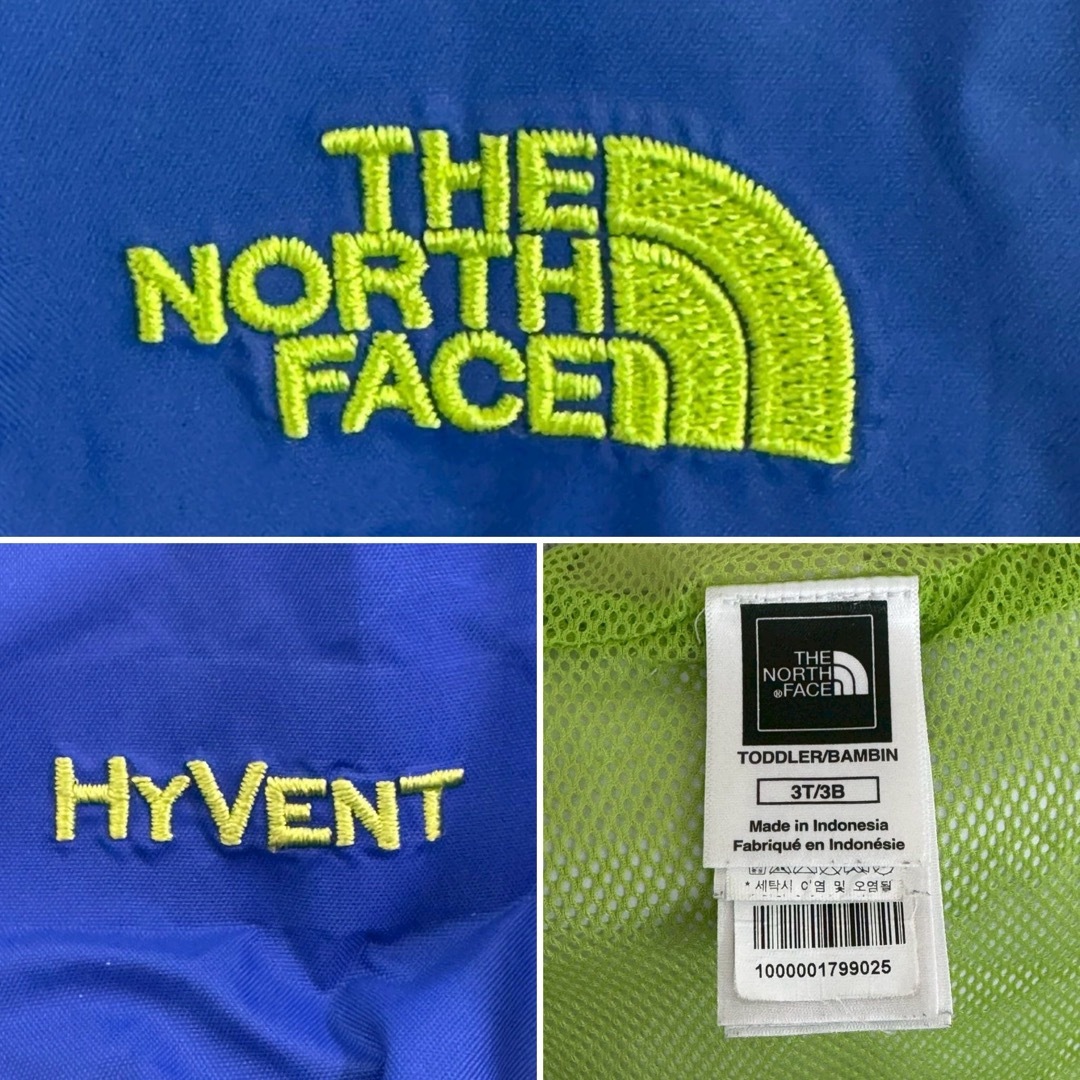 THE
NORTH
FACE
HYVENT
THE
NORTH
®FACE
TODDLER/BAMBIN
3T/3B
Made in Indonesia
Fabriqué en Indonésie
* 세탁시 이염 및 오염될
1000001799025